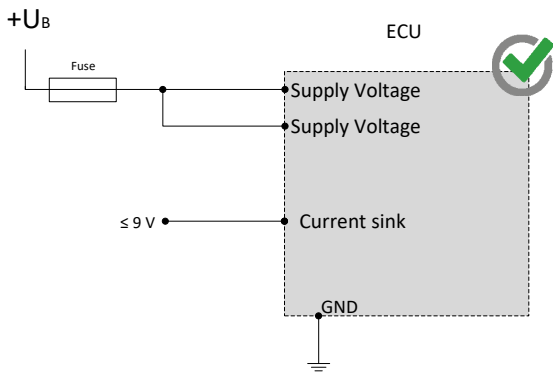 +UB
ECU
Fuse
Supply Voltage
Supply Voltage
≤ 9 V
Current sink
GND